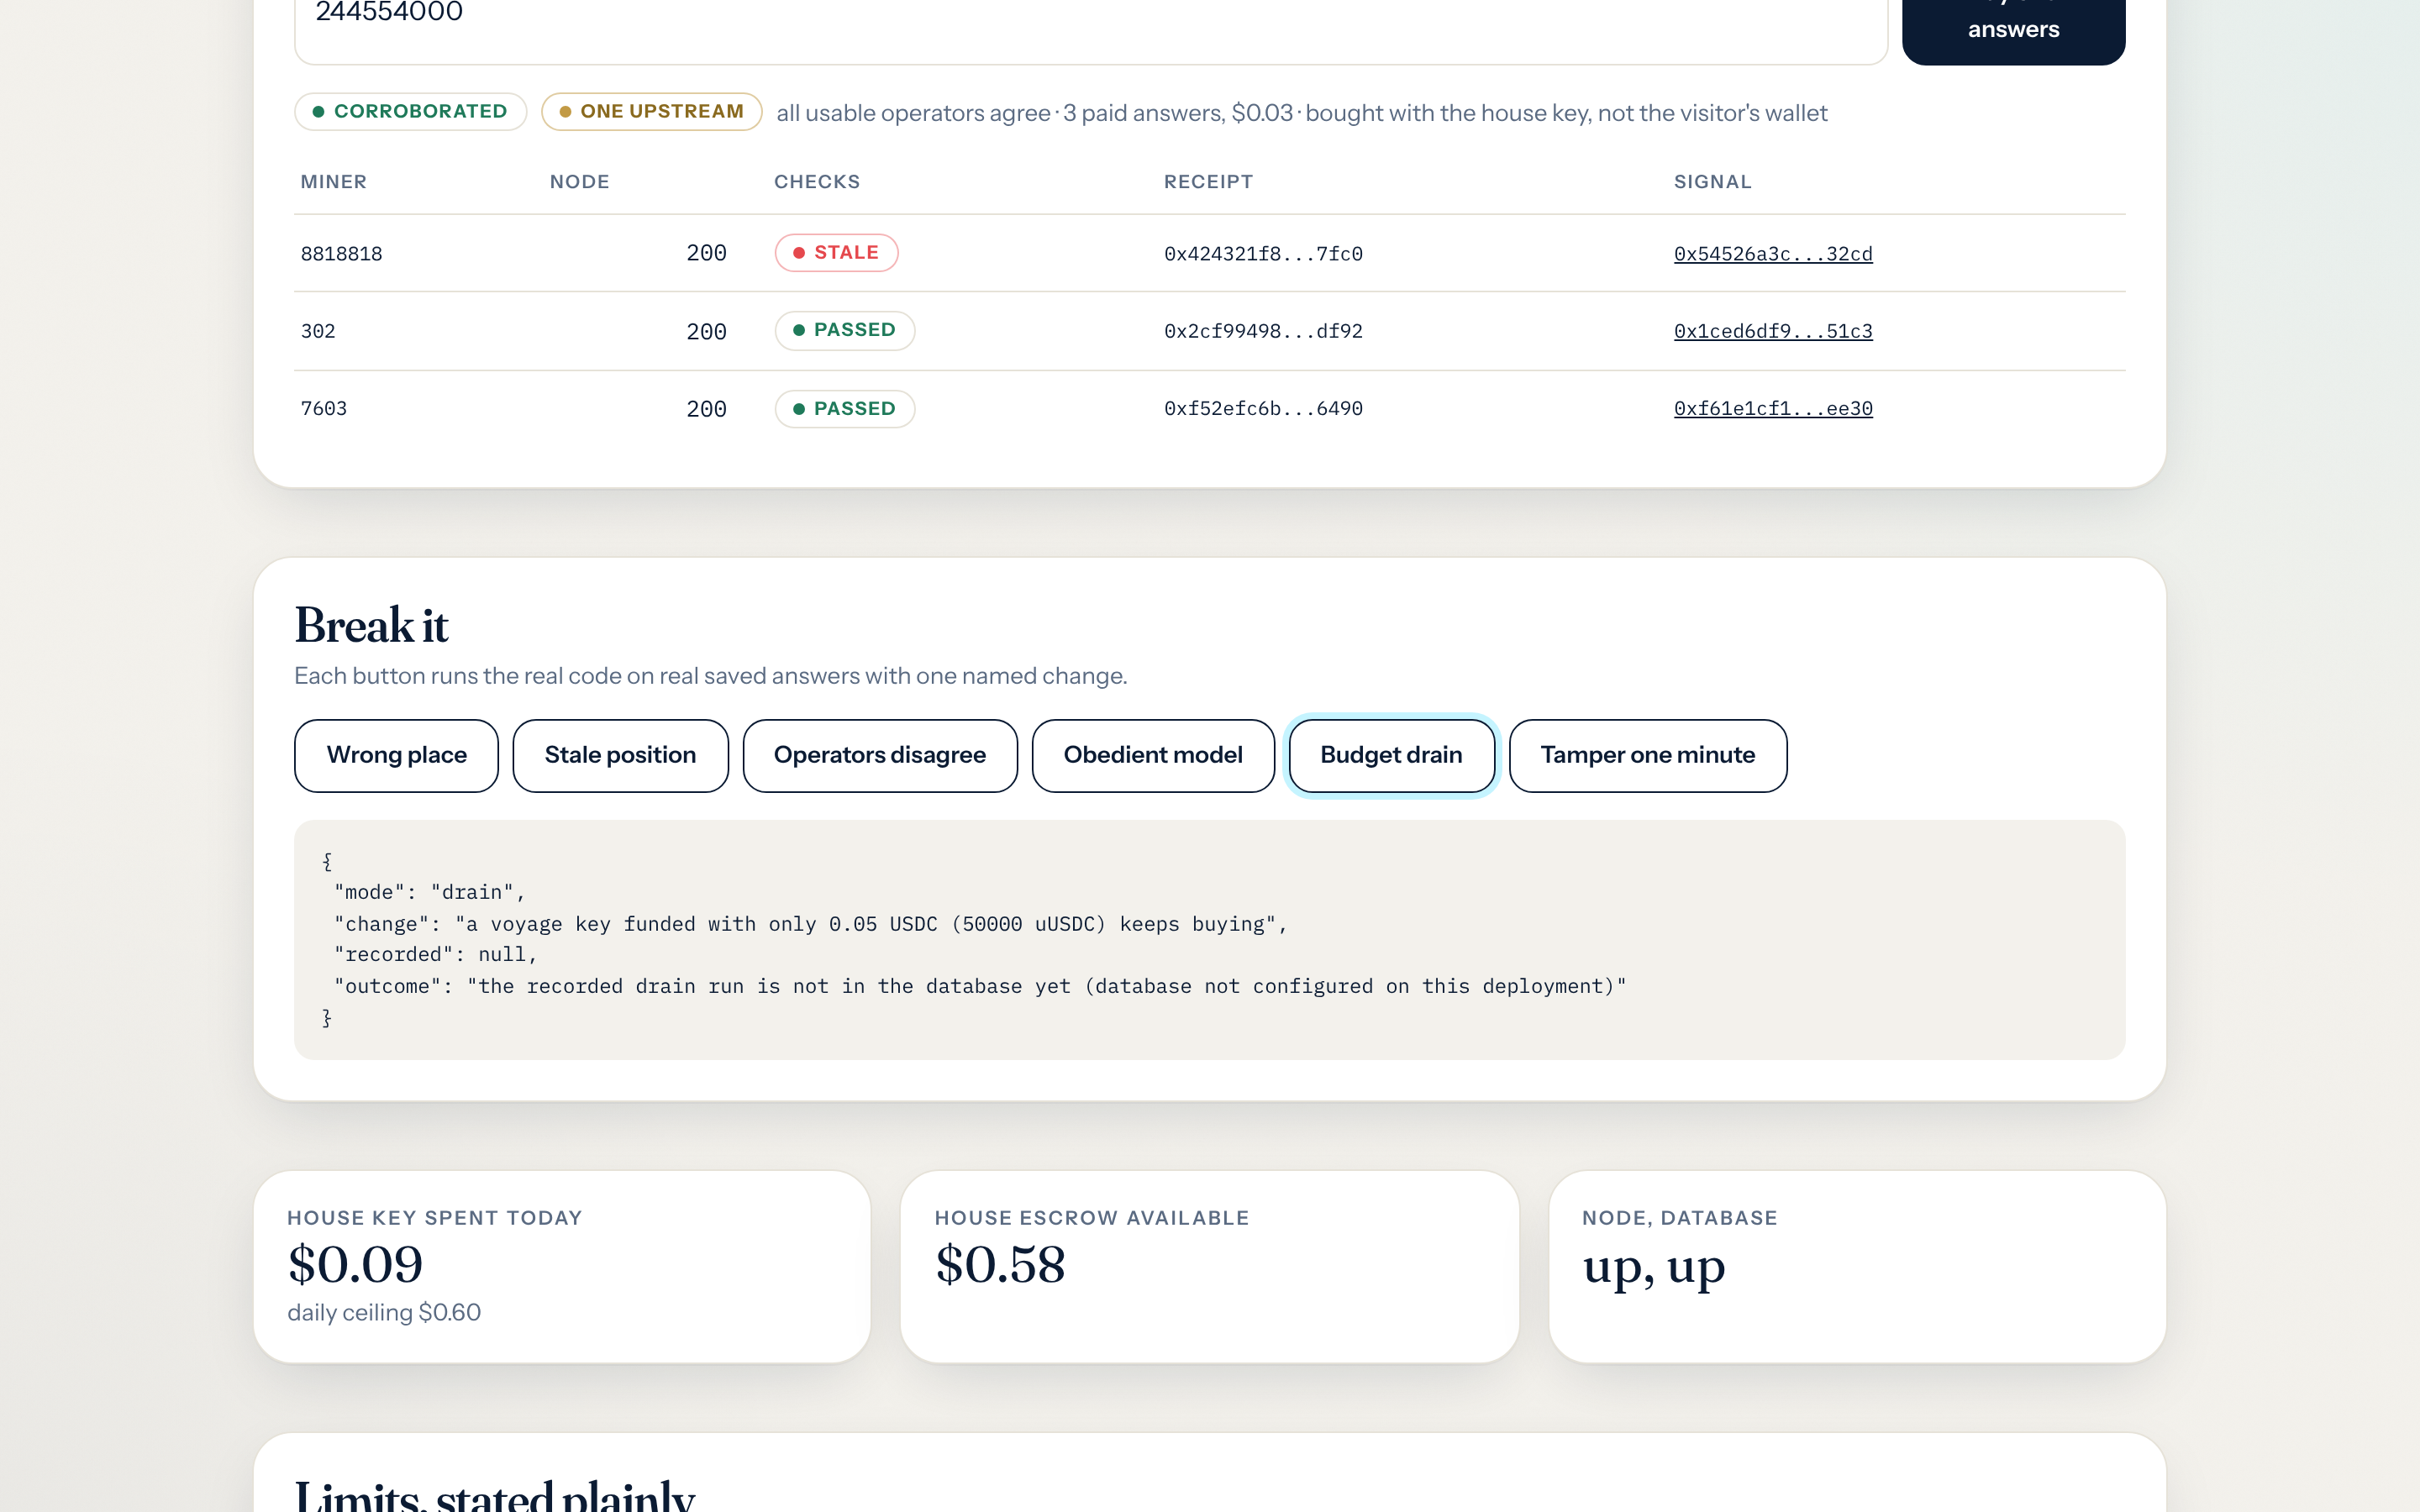 244554000
answers
CORROBORATED ONE UPSTREAM all usable operators agree · 3 paid answers, $0.03 · bought with the house key, not the visitor's wallet
MINER NODE CHECKS RECEIPT SIGNAL
8818818 200 STALE 0x424321f8...7fc0 0x54526a3c...32cd
302 200 PASSED 0x2cf99498...df92 0x1ced6df9...51c3
7603 200 PASSED 0xf52efc6b...6490 0xf61e1cf1...ee30
Break it
Each button runs the real code on real saved answers with one named change.
Wrong place Stale position Operators disagree Obedient model Budget drain Tamper one minute
{
"mode": "drain",
"change": "a voyage key funded with only 0.05 USDC (50000 uUSDC) keeps buying",
"recorded": null,
"outcome": "the recorded drain run is not in the database yet (database not configured on this deployment)"
}
HOUSE KEY SPENT TODAY
$0.09
daily ceiling $0.60
HOUSE ESCROW AVAILABLE
$0.58
NODE, DATABASE
up, up
Limits, stated plainly